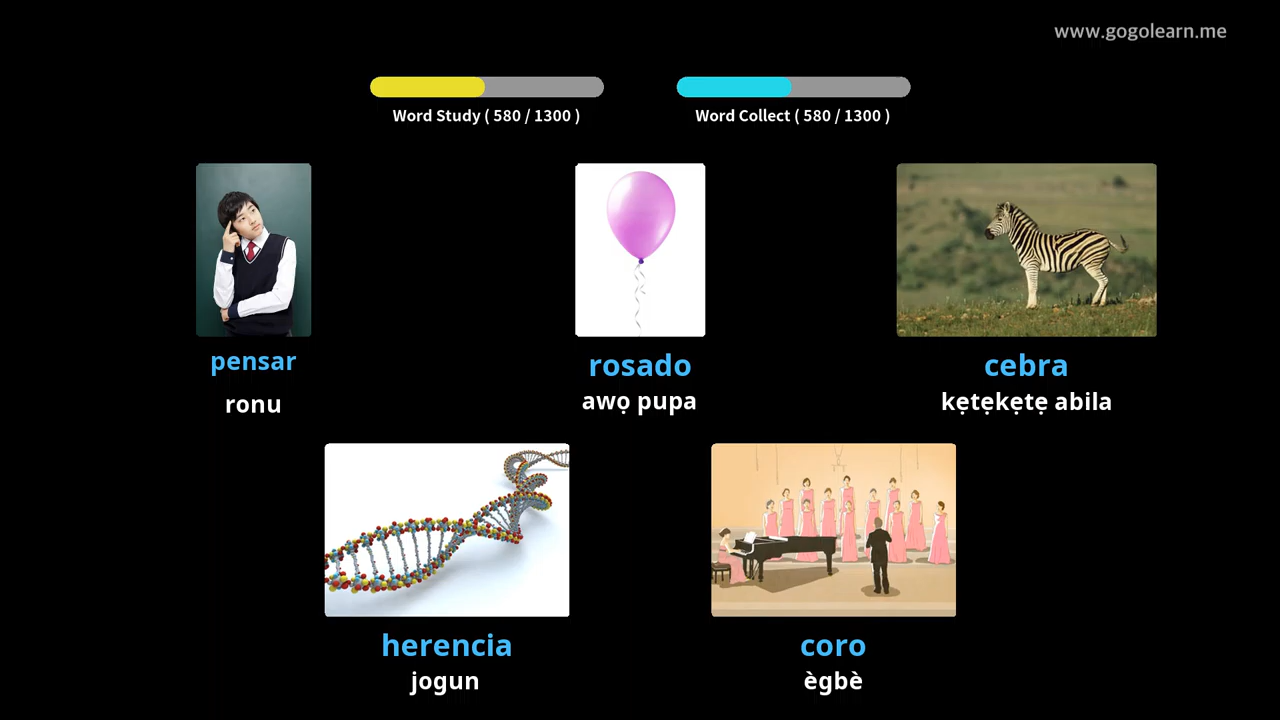 www.gogolearn.me
Word Study ( 580 / 1300 )
Word Collect ( 580 / 1300 )
pensar
ronu
rosado
awọ pupa
cebra
kẹtẹkẹtẹ abila
herencia
jogun
coro
ègbè